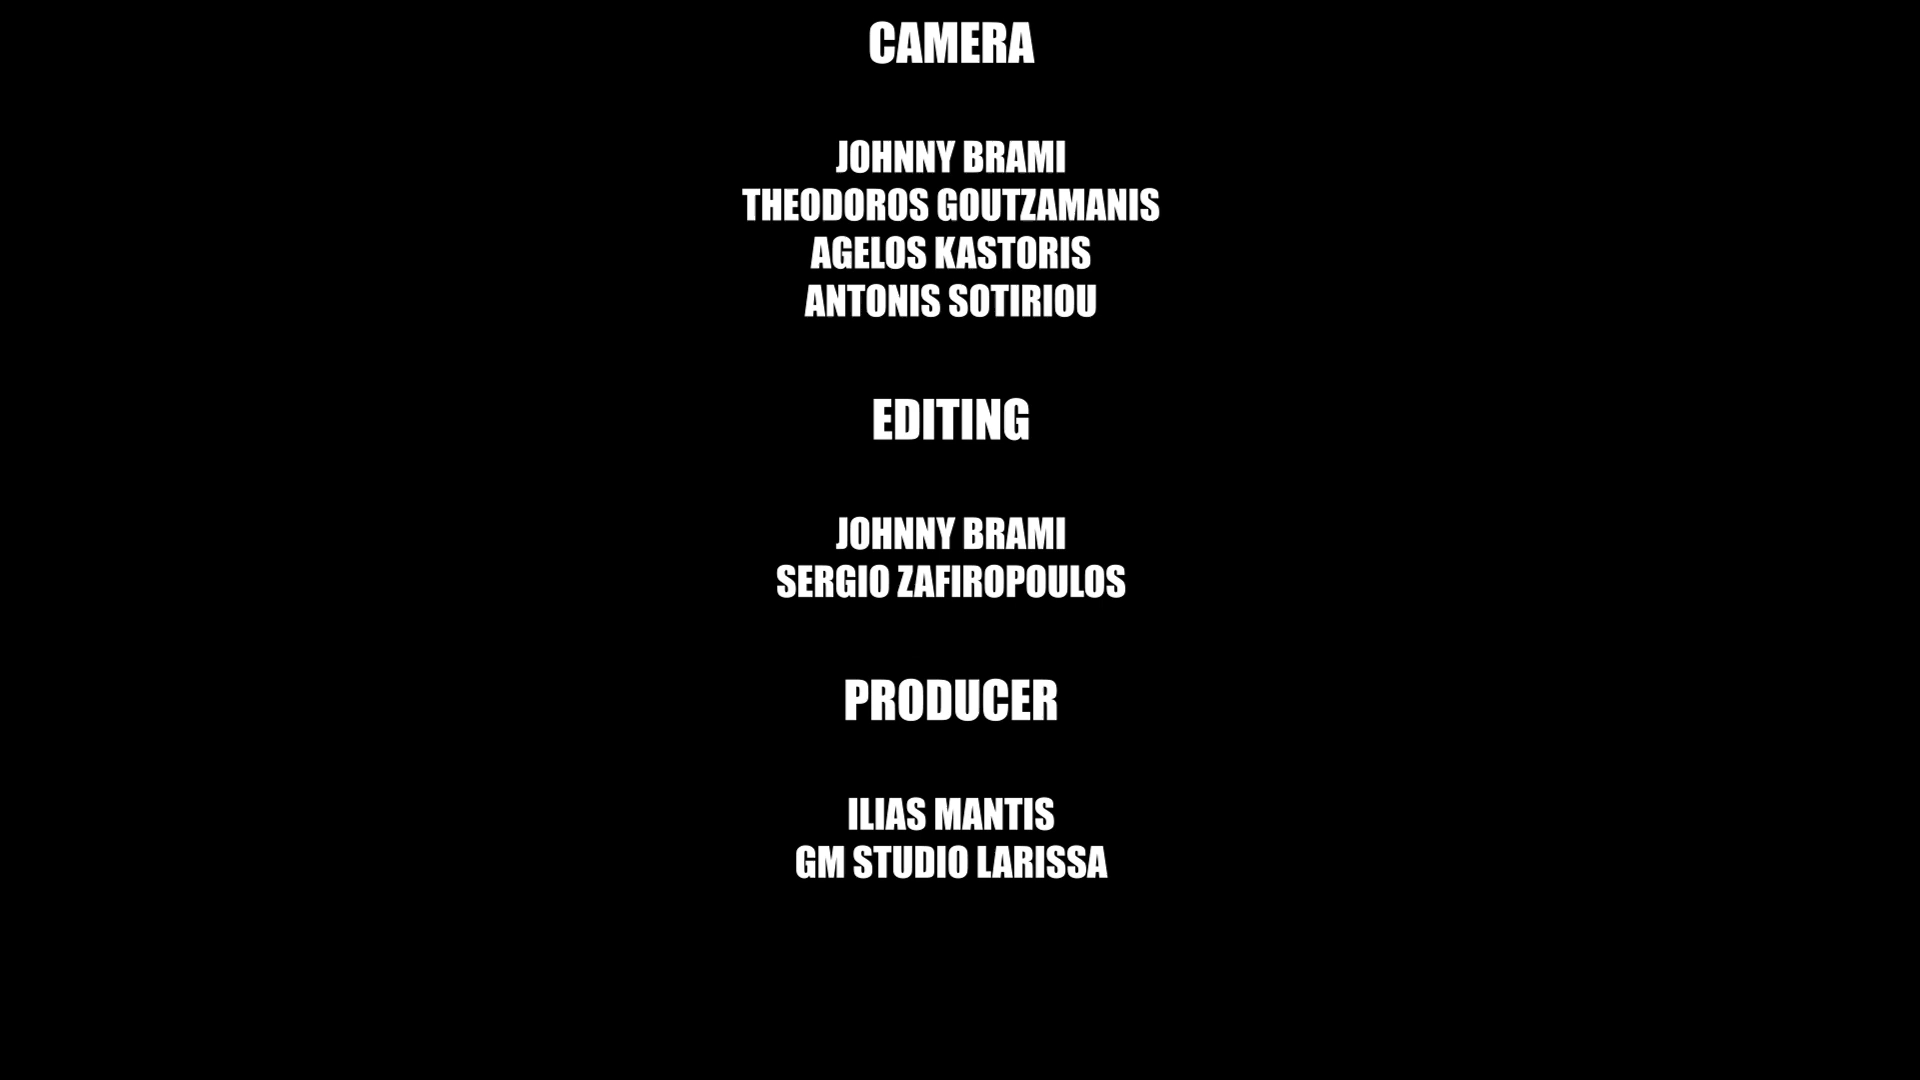 CAMERA
JOHNNY BRAMI
THEODOROS GOUTZAMANIS
AGELOS KASTORIS
ANTONIS SOTIRIOU
EDITING
JOHNNY BRAMI
SERGIO ZAFIROPOULOS
PRODUCER
ILIAS MANTIS
GM STUDIO LARISSA